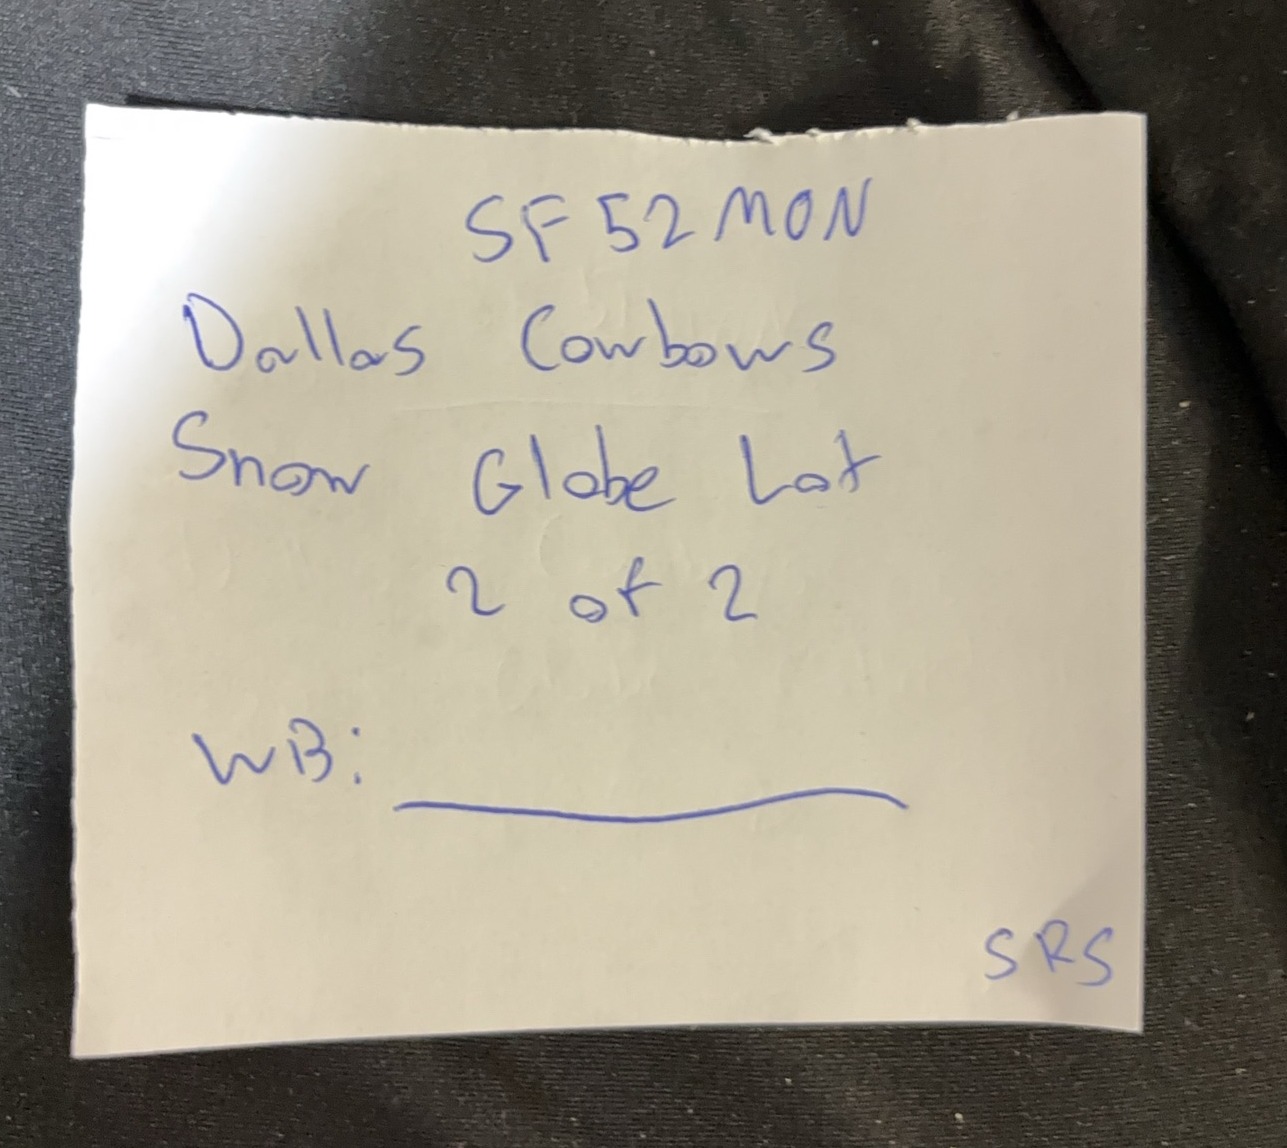 SF52MON
Dallas Cowbows
Snow Globe Lot
2 of 2
WB:
SRS